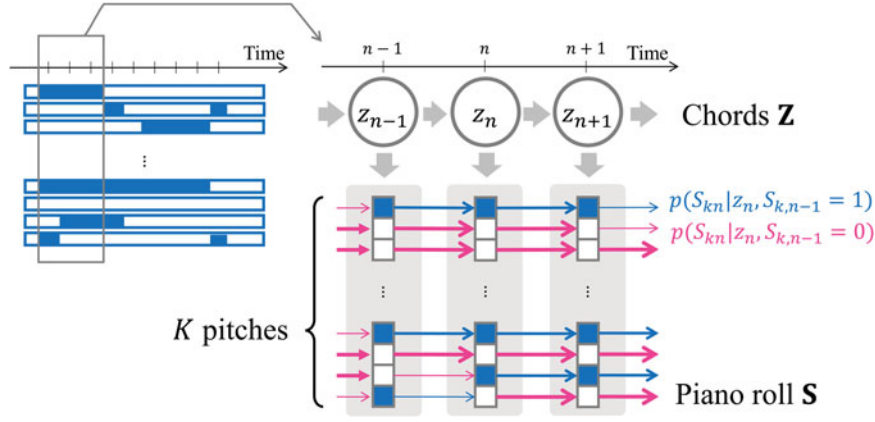 Time
⋮
n − 1
n
n + 1
Time
z_{n−1}
z_n
z_{n+1}
Chords Z
p(S_{kn}|z_n, S_{k,n−1} = 1)
p(S_{kn}|z_n, S_{k,n−1} = 0)
⋮ ⋮ ⋮
K pitches
Piano roll S